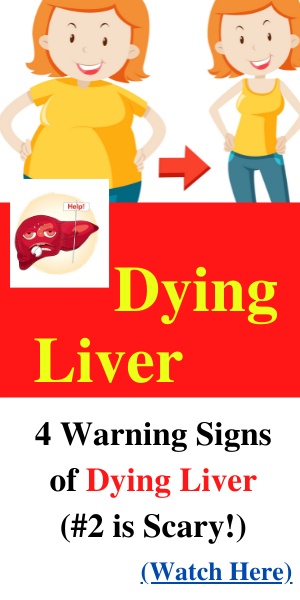 Help!
Dying
Liver
4 Warning Signs
of Dying Liver
(#2 is Scary!)
(Watch Here)